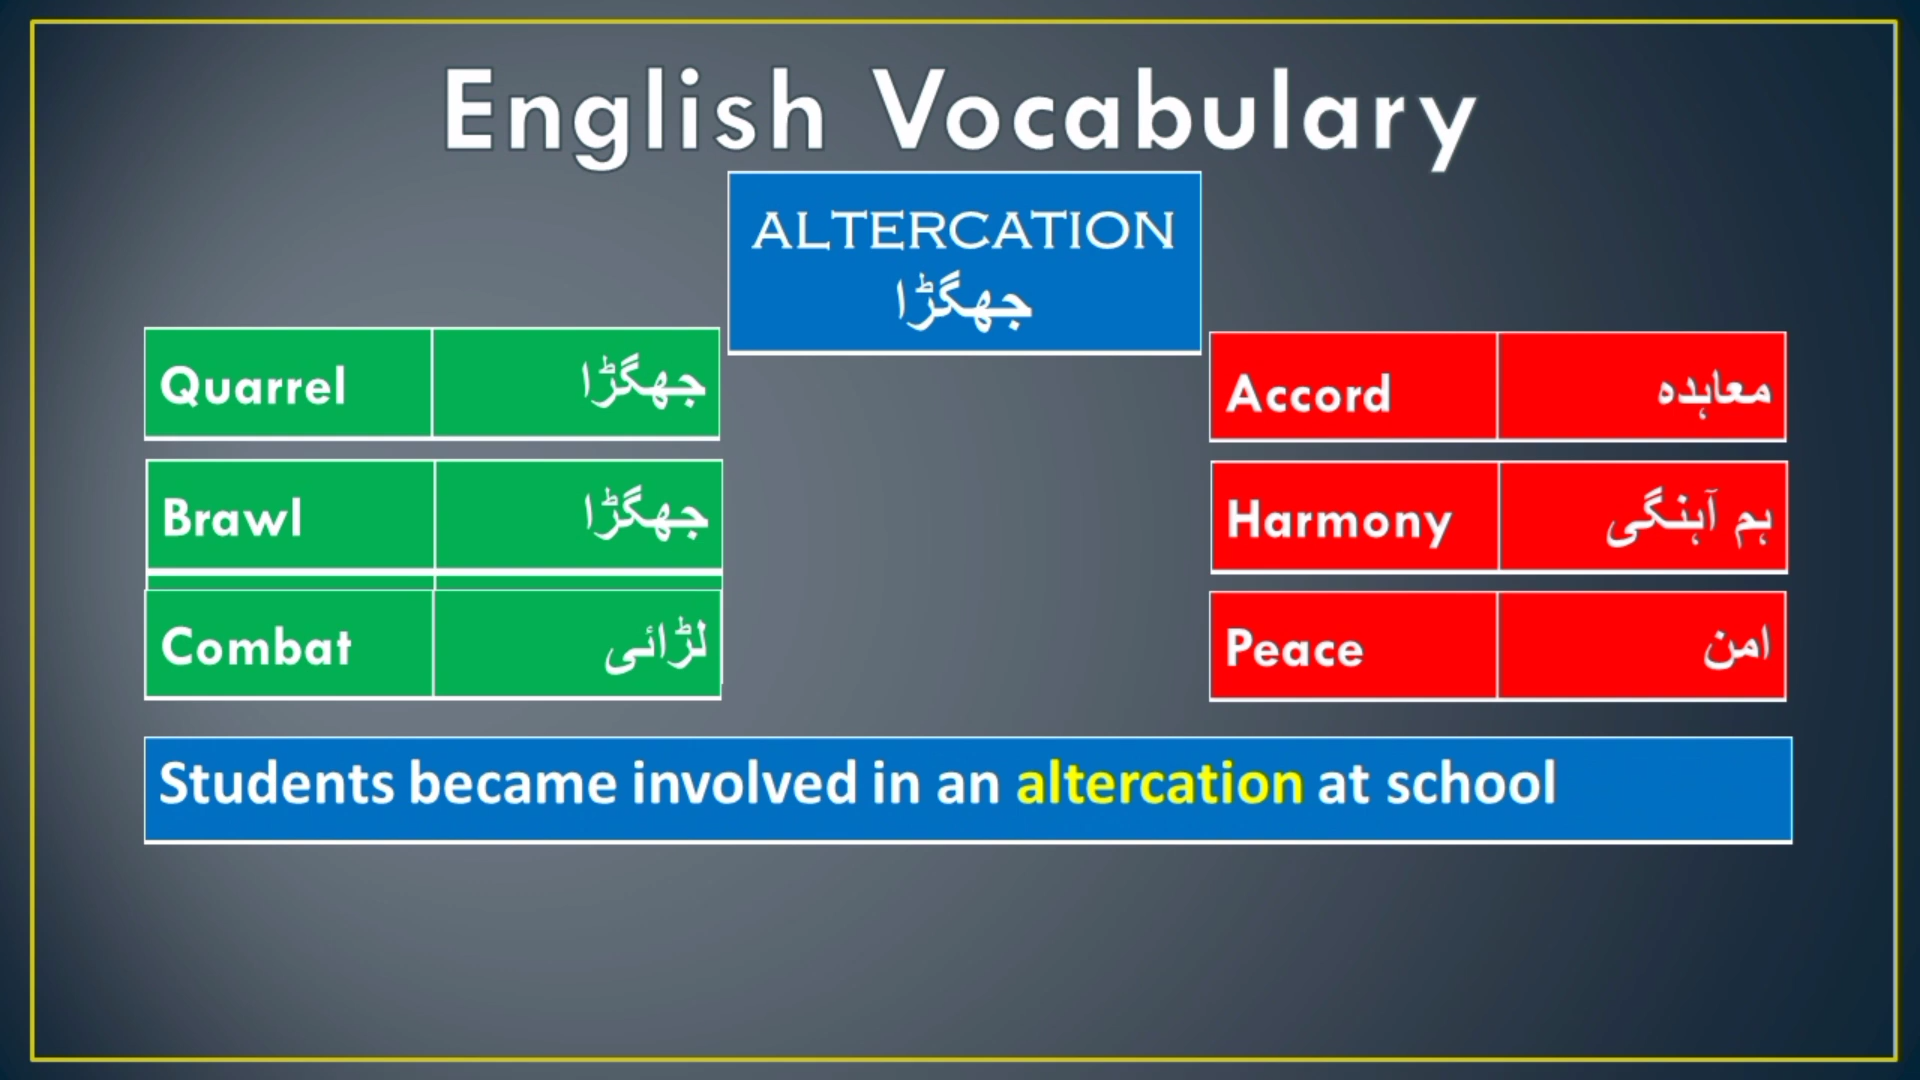 English Vocabulary
ALTERCATION
جھگڑا
Quarrel جھگڑا
Brawl جھگڑا
Combat لڑائی
Accord معاہدہ
Harmony ہم آہنگی
Peace امن
Students became involved in an altercation at school